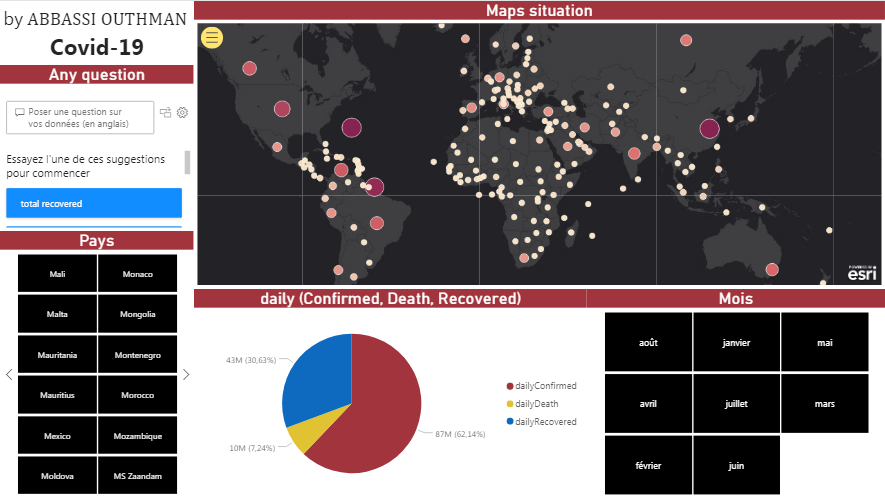 by ABBASSI OUTHMAN
Covid-19
Any question
Poser une question sur
vos données (en anglais)
Essayez l'une de ces suggestions
pour commencer
total recovered
Pays
Mali
Monaco
Malta
Mongolia
Mauritania
Montenegro
Mauritius
Morocco
Mexico
Mozambique
Moldova
MS Zaandam
Maps situation
POWERED BY
esri
daily (Confirmed, Death, Recovered)
43M (30,63%)
10M (7,24%)
87M (62,14%)
dailyConfirmed
dailyDeath
dailyRecovered
Mois
août
janvier
mai
avril
juillet
mars
février
juin